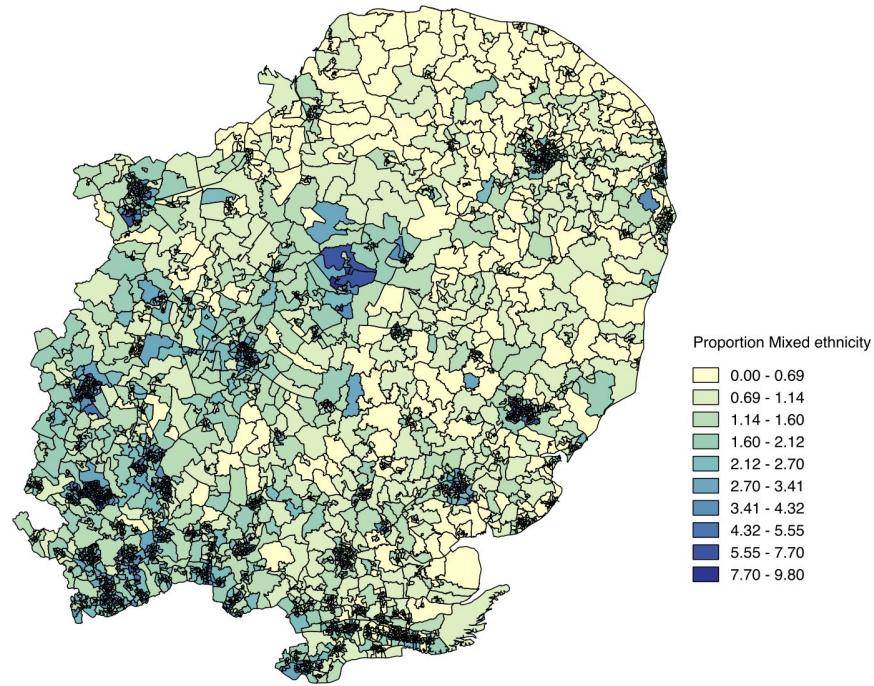 Proportion Mixed ethnicity
0.00 - 0.69
0.69 - 1.14
1.14 - 1.60
1.60 - 2.12
2.12 - 2.70
2.70 - 3.41
3.41 - 4.32
4.32 - 5.55
5.55 - 7.70
7.70 - 9.80